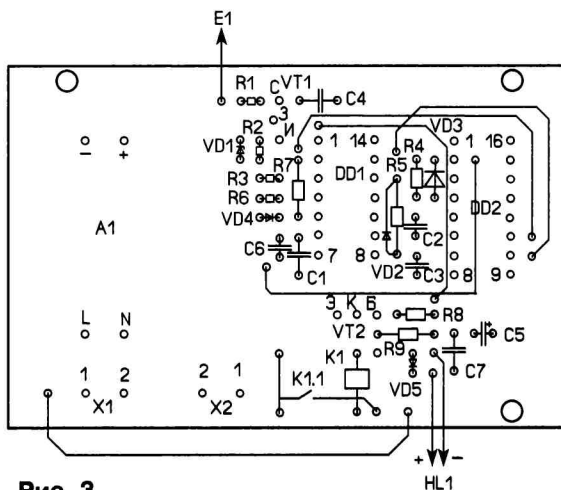 E1
R1
С
VT1
C4
З
И
VD1
R2
1
14
VD3
R4
1
16
R7
R5
R3
DD1
R6
DD2
VD4
A1
C6
C1
7
8
C2
VD2
C3
8
9
L
N
Э
К
Б
R8
VT2
R9
C5
K1
C7
1
2
2
1
K1.1
VD5
X1
X2
+
−
HL1
Рис. 3
−
+